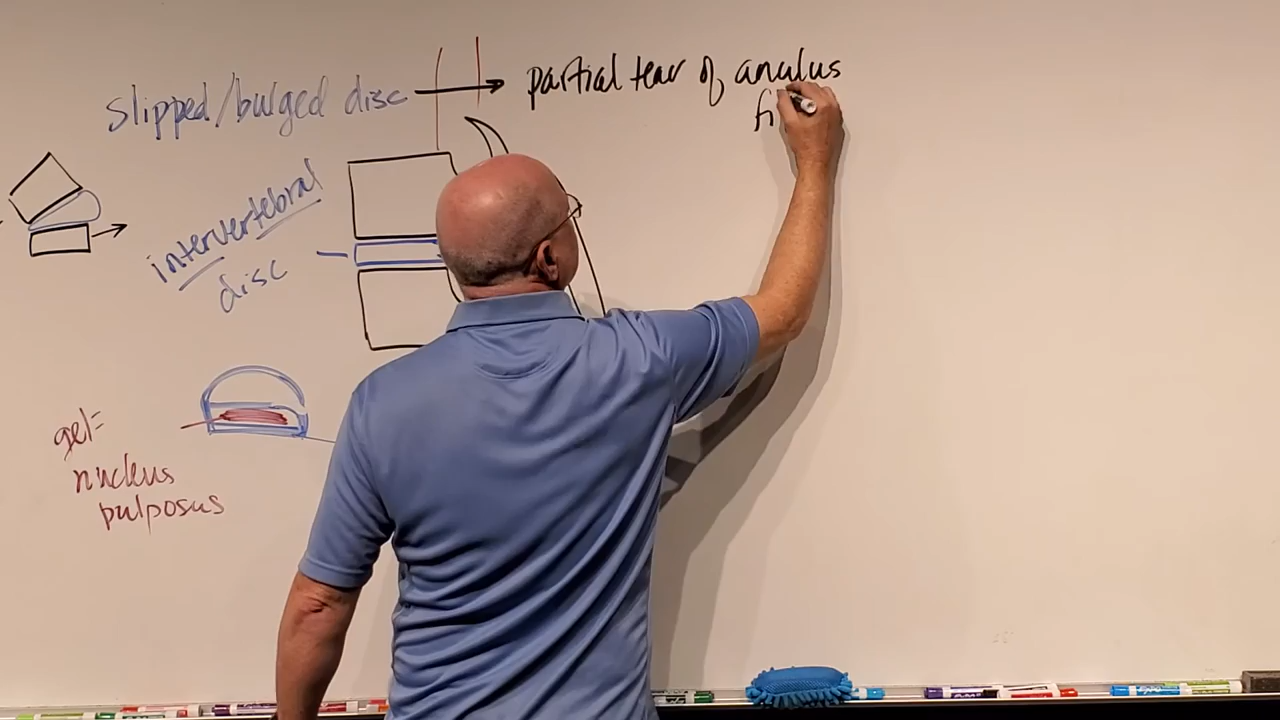 slipped/bulged disc → partial tear of anulus
fi
intervertebral
disc
gel=
nucleus
pulposus